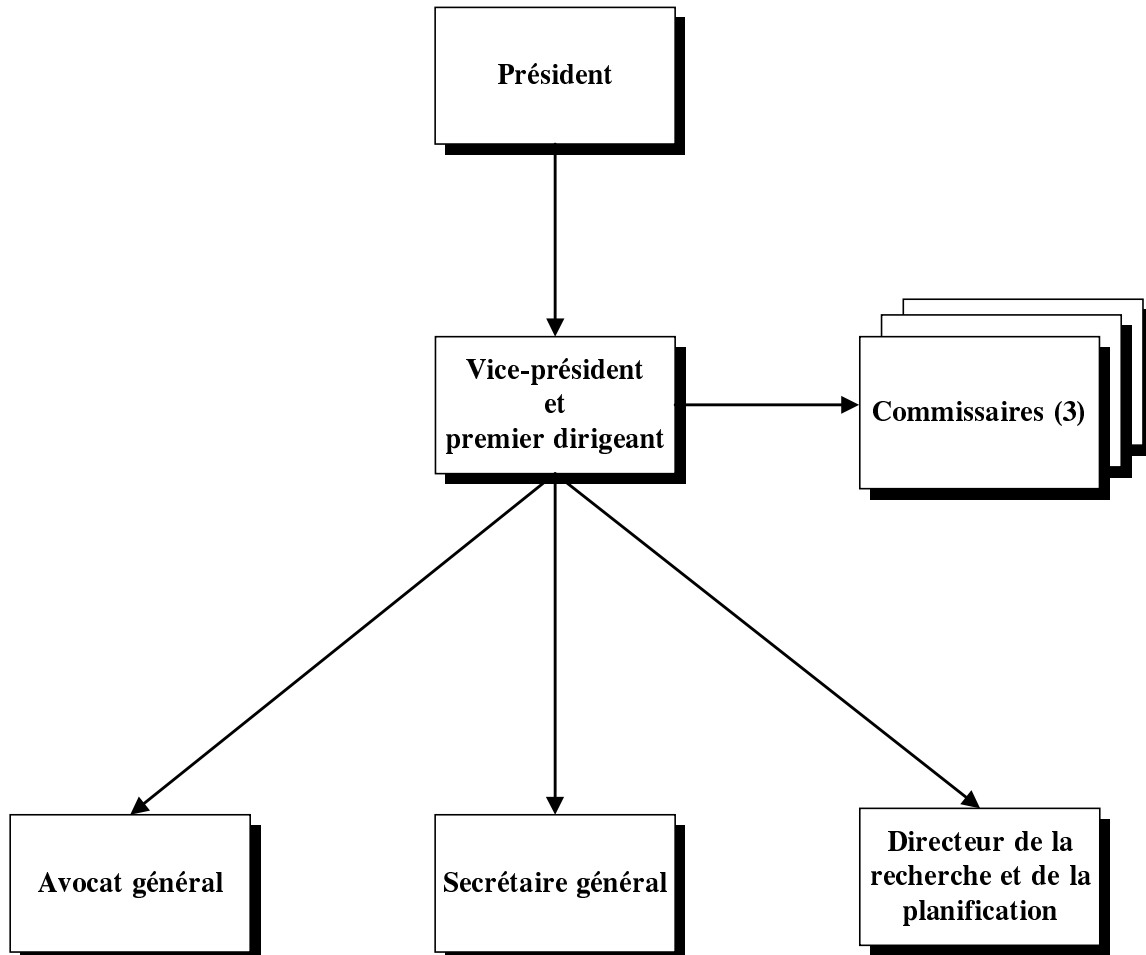 Président
Vice-président
et
premier dirigeant
Commissaires (3)
Avocat général
Secrétaire général
Directeur de la
recherche et de la
planification